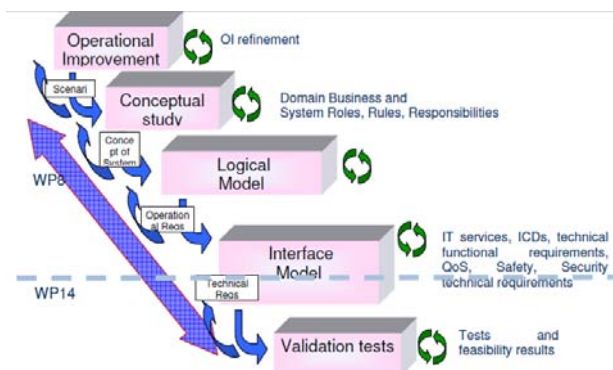 Operational
Improvement
OI refinement
Scenari
Conceptual
study
Domain Business and
System Roles, Rules, Responsibilities
Conce
pt of
System
Logical
Model
WP8
Operation
al Reqs
Interface
Model
IT services, ICDs, technical
functional requirements,
QoS, Safety, Security
technical requirements
WP14
Technical
Reqs
Validation tests
Tests and
feasibility results